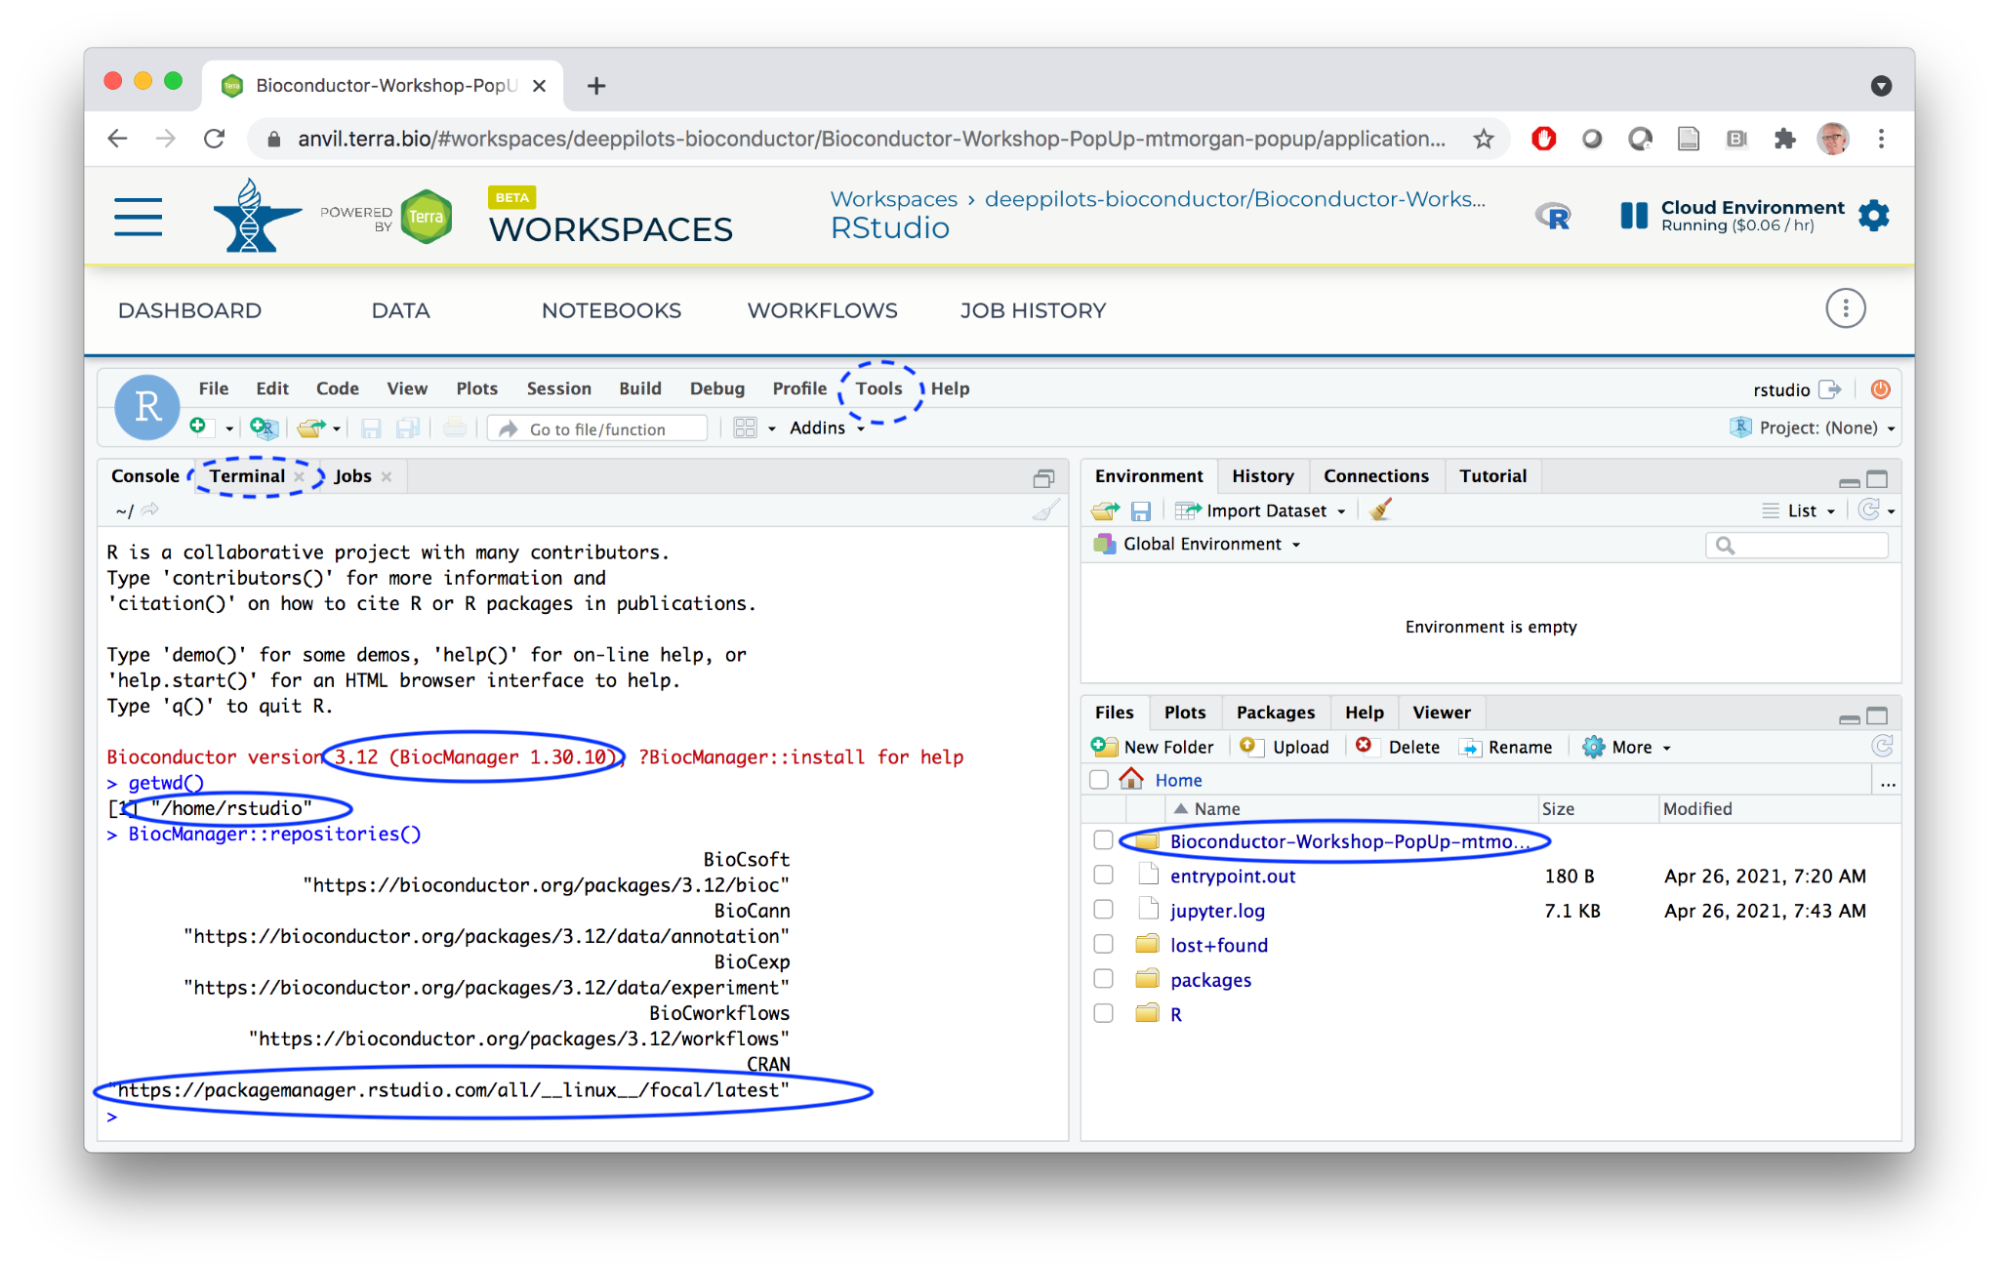 Bioconductor-Workshop-PopU
anvil.terra.bio/#workspaces/deeppilots-bioconductor/Bioconductor-Workshop-PopUp-mtmorgan-popup/application...
POWERED BY
Terra
BETA
WORKSPACES
Workspaces › deeppilots-bioconductor/Bioconductor-Works...
RStudio
R
Cloud Environment
Running ($0.06 / hr)
DASHBOARD DATA NOTEBOOKS WORKFLOWS JOB HISTORY
R
File Edit Code View Plots Session Build Debug Profile Tools Help
rstudio
Go to file/function
Addins
Project: (None)
Console Terminal Jobs
~/
R is a collaborative project with many contributors.
Type 'contributors()' for more information and
'citation()' on how to cite R or R packages in publications.
Type 'demo()' for some demos, 'help()' for on-line help, or
'help.start()' for an HTML browser interface to help.
Type 'q()' to quit R.
Bioconductor version 3.12 (BiocManager 1.30.10), ?BiocManager::install for help
> getwd()
[1] "/home/rstudio"
> BiocManager::repositories()
BioCsoft
"https://bioconductor.org/packages/3.12/bioc"
BioCann
"https://bioconductor.org/packages/3.12/data/annotation"
BioCexp
"https://bioconductor.org/packages/3.12/data/experiment"
BioCworkflows
"https://bioconductor.org/packages/3.12/workflows"
CRAN
"https://packagemanager.rstudio.com/all/__linux__/focal/latest"
>
Environment History Connections Tutorial
Import Dataset
List
Global Environment
Environment is empty
Files Plots Packages Help Viewer
New Folder Upload Delete Rename More
Home
...
Name Size Modified
Bioconductor-Workshop-PopUp-mtmo...
entrypoint.out 180 B Apr 26, 2021, 7:20 AM
jupyter.log 7.1 KB Apr 26, 2021, 7:43 AM
lost+found
packages
R